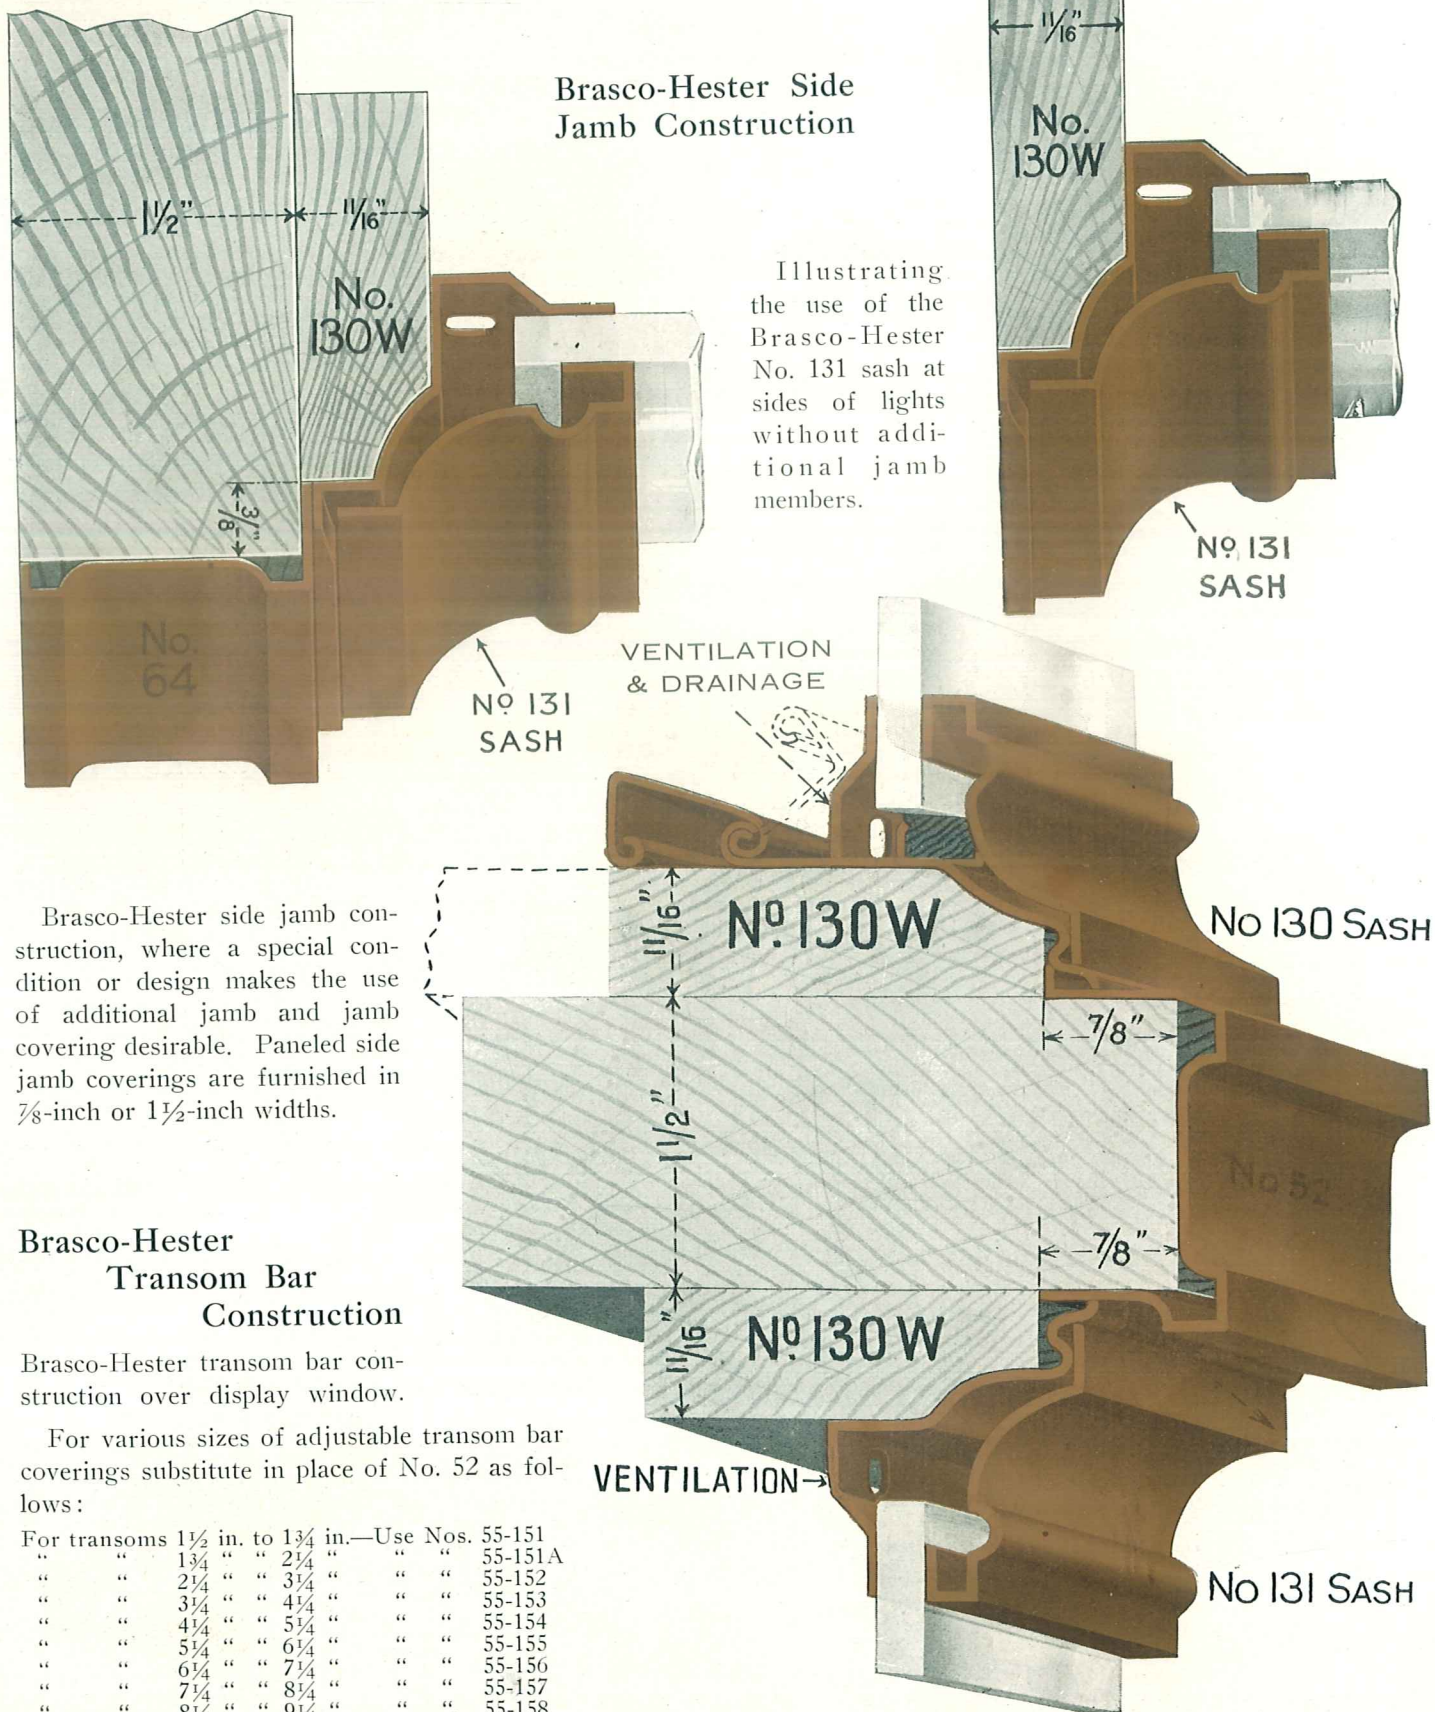 Brasco-Hester Side
Jamb Construction
1½"
11/16"
No.
130W
3/8"
No.
64
Nº 131
SASH
11/16"
No.
130W
Illustrating
the use of the
Brasco-Hester
No. 131 sash at
sides of lights
without addi-
tional jamb
members.
Nº 131
SASH
VENTILATION
& DRAINAGE
Brasco-Hester side jamb con-
struction, where a special con-
dition or design makes the use
of additional jamb and jamb
covering desirable. Paneled side
jamb coverings are furnished in
⅞-inch or 1½-inch widths.
11/16"
Nº 130W
No 130 SASH
7/8"
1½"
No 52
7/8"
11/16"
Nº 130W
VENTILATION
No 131 SASH
Brasco-Hester
Transom Bar
Construction
Brasco-Hester transom bar con-
struction over display window.
For various sizes of adjustable transom bar
coverings substitute in place of No. 52 as fol-
lows:
For transoms 1½ in. to 1¾ in.—Use Nos. 55-151
“ “ 1¾ “ “ 2¼ “ “ “ 55-151A
“ “ 2¼ “ “ 3¼ “ “ “ 55-152
“ “ 3¼ “ “ 4¼ “ “ “ 55-153
“ “ 4¼ “ “ 5¼ “ “ “ 55-154
“ “ 5¼ “ “ 6¼ “ “ “ 55-155
“ “ 6¼ “ “ 7¼ “ “ “ 55-156
“ “ 7¼ “ “ 8¼ “ “ “ 55-157
“ “ 8¼ “ “ 9¼ “ “ “ 55-158